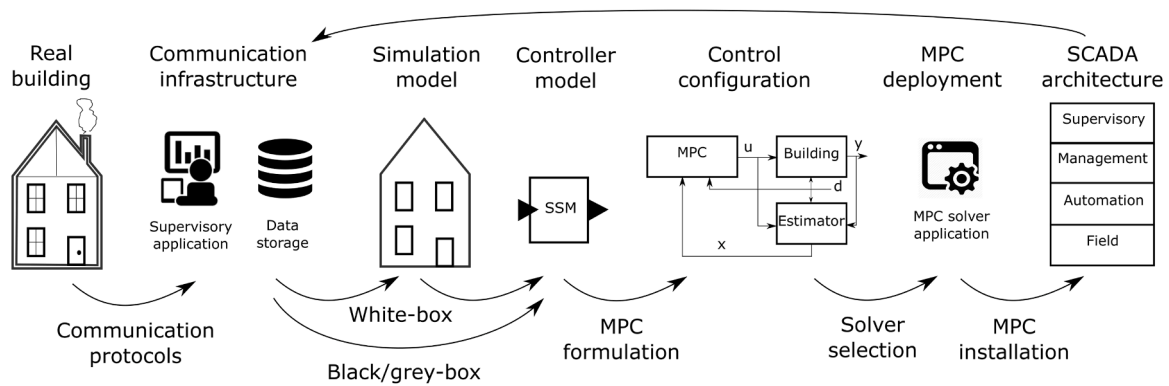 Real
building
Communication
infrastructure
Simulation
model
Controller
model
Control
configuration
MPC
deployment
SCADA
architecture
Supervisory
application
Data
storage
SSM
MPC
u
Building
y
d
Estimator
x
MPC solver
application
Supervisory
Management
Automation
Field
Communication
protocols
White-box
Black/grey-box
MPC
formulation
Solver
selection
MPC
installation